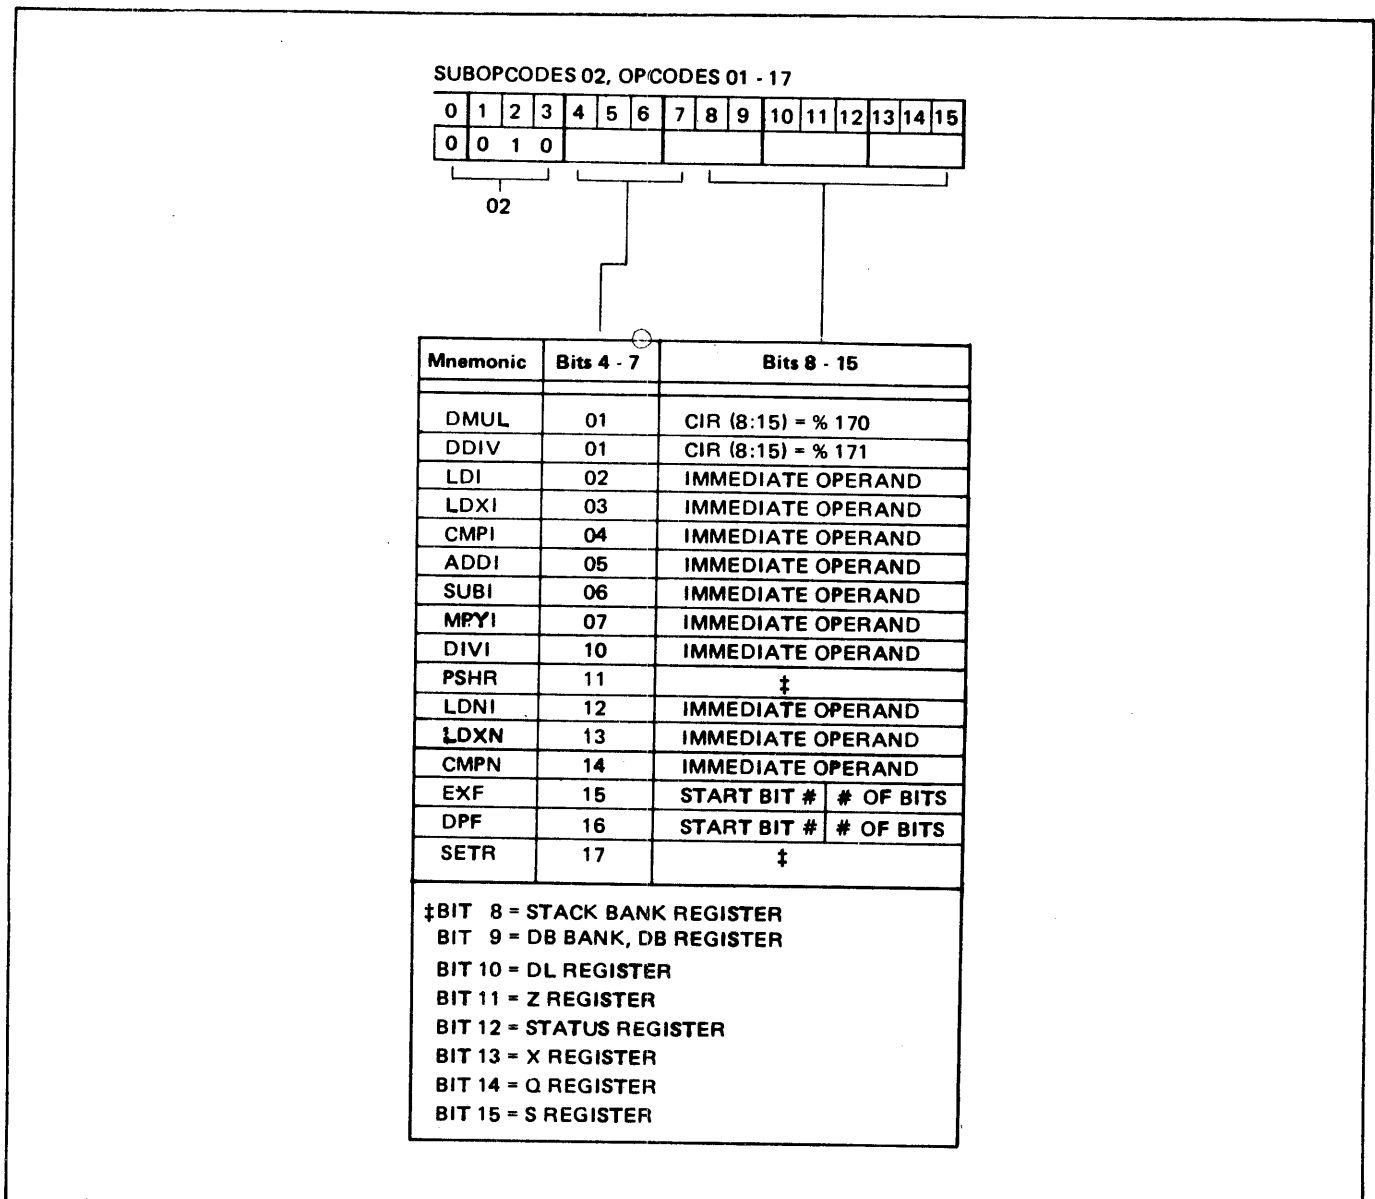 SUBOPCODES 02, OPCODES 01 - 17
0 1 2 3 4 5 6 7 8 9 10 11 12 13 14 15
0 0 1 0
02
Mnemonic Bits 4 - 7 Bits 8 - 15
DMUL 01 CIR (8:15) = % 170
DDIV 01 CIR (8:15) = % 171
LDI 02 IMMEDIATE OPERAND
LDXI 03 IMMEDIATE OPERAND
CMPI 04 IMMEDIATE OPERAND
ADDI 05 IMMEDIATE OPERAND
SUBI 06 IMMEDIATE OPERAND
MPYI 07 IMMEDIATE OPERAND
DIVI 10 IMMEDIATE OPERAND
PSHR 11 ‡
LDNI 12 IMMEDIATE OPERAND
LDXN 13 IMMEDIATE OPERAND
CMPN 14 IMMEDIATE OPERAND
EXF 15 START BIT # # OF BITS
DPF 16 START BIT # # OF BITS
SETR 17 ‡
‡BIT 8 = STACK BANK REGISTER
BIT 9 = DB BANK, DB REGISTER
BIT 10 = DL REGISTER
BIT 11 = Z REGISTER
BIT 12 = STATUS REGISTER
BIT 13 = X REGISTER
BIT 14 = Q REGISTER
BIT 15 = S REGISTER